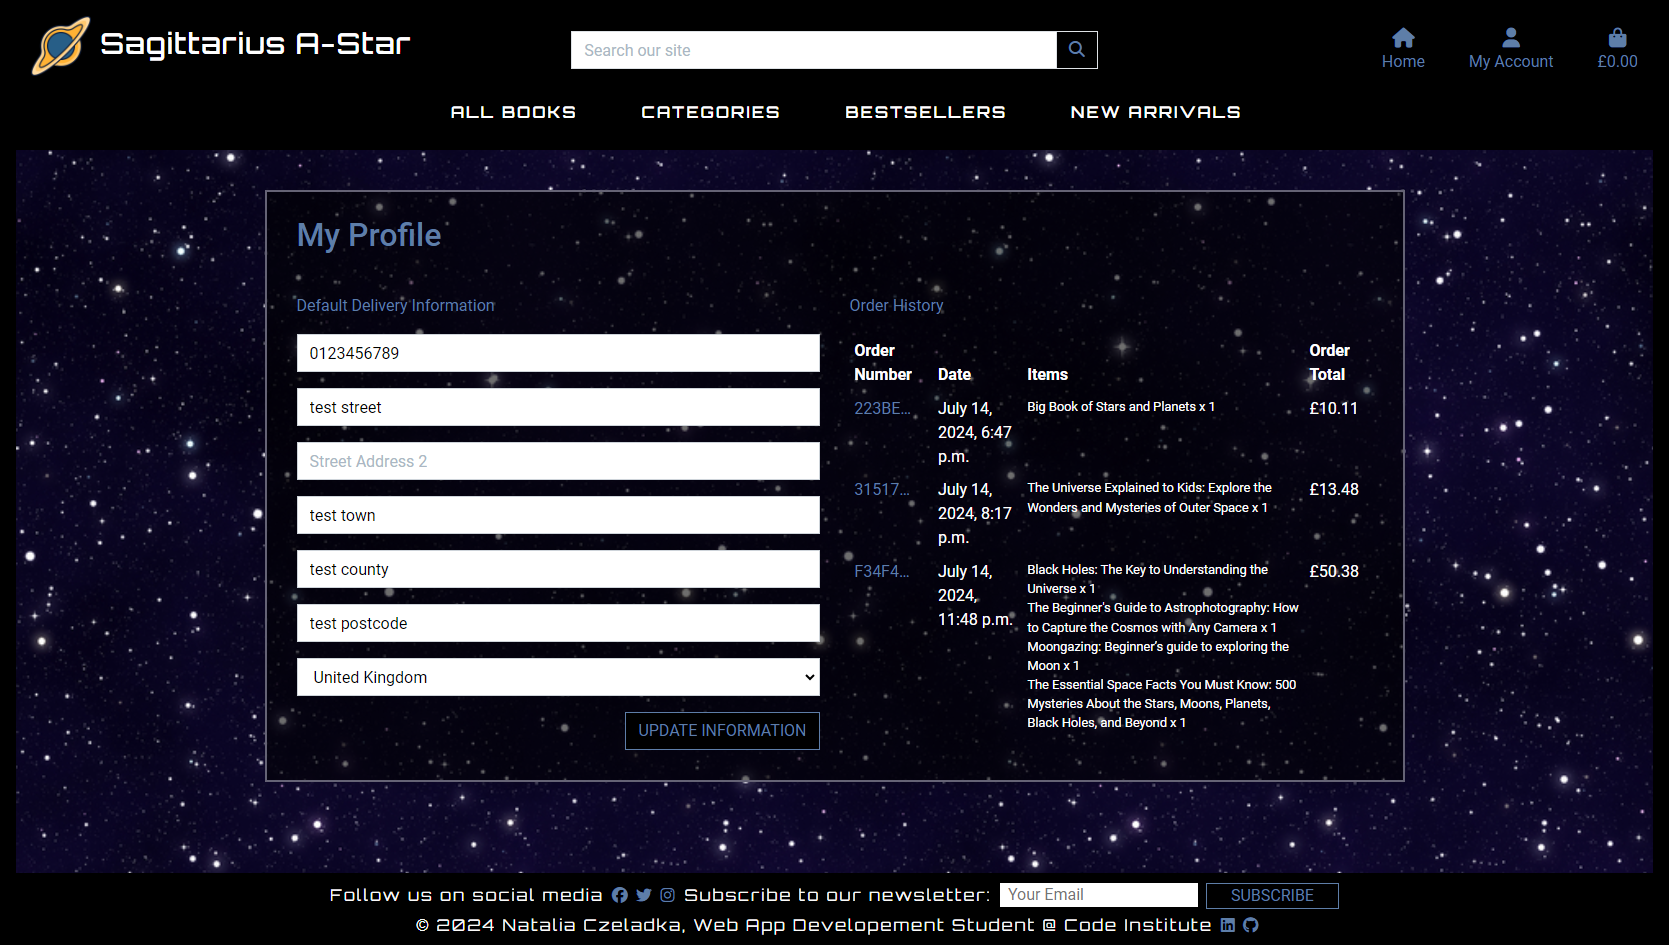 Sagittarius A-Star
Search our site
Home
My Account
£0.00
ALL BOOKS
CATEGORIES
BESTSELLERS
NEW ARRIVALS
My Profile
Default Delivery Information
0123456789
test street
Street Address 2
test town
test county
test postcode
United Kingdom
UPDATE INFORMATION
Order History
Order Number Date Items Order Total
223BE... July 14, 2024, 6:47 p.m. Big Book of Stars and Planets x 1 £10.11
31517... July 14, 2024, 8:17 p.m. The Universe Explained to Kids: Explore the Wonders and Mysteries of Outer Space x 1 £13.48
F34F4... July 14, 2024, 11:48 p.m. Black Holes: The Key to Understanding the Universe x 1 £50.38
The Beginner's Guide to Astrophotography: How to Capture the Cosmos with Any Camera x 1
Moongazing: Beginner's guide to exploring the Moon x 1
The Essential Space Facts You Must Know: 500 Mysteries About the Stars, Moons, Planets, Black Holes, and Beyond x 1
Follow us on social media Subscribe to our newsletter: Your Email SUBSCRIBE
© 2024 Natalia Czeladka, Web App Developement Student @ Code Institute